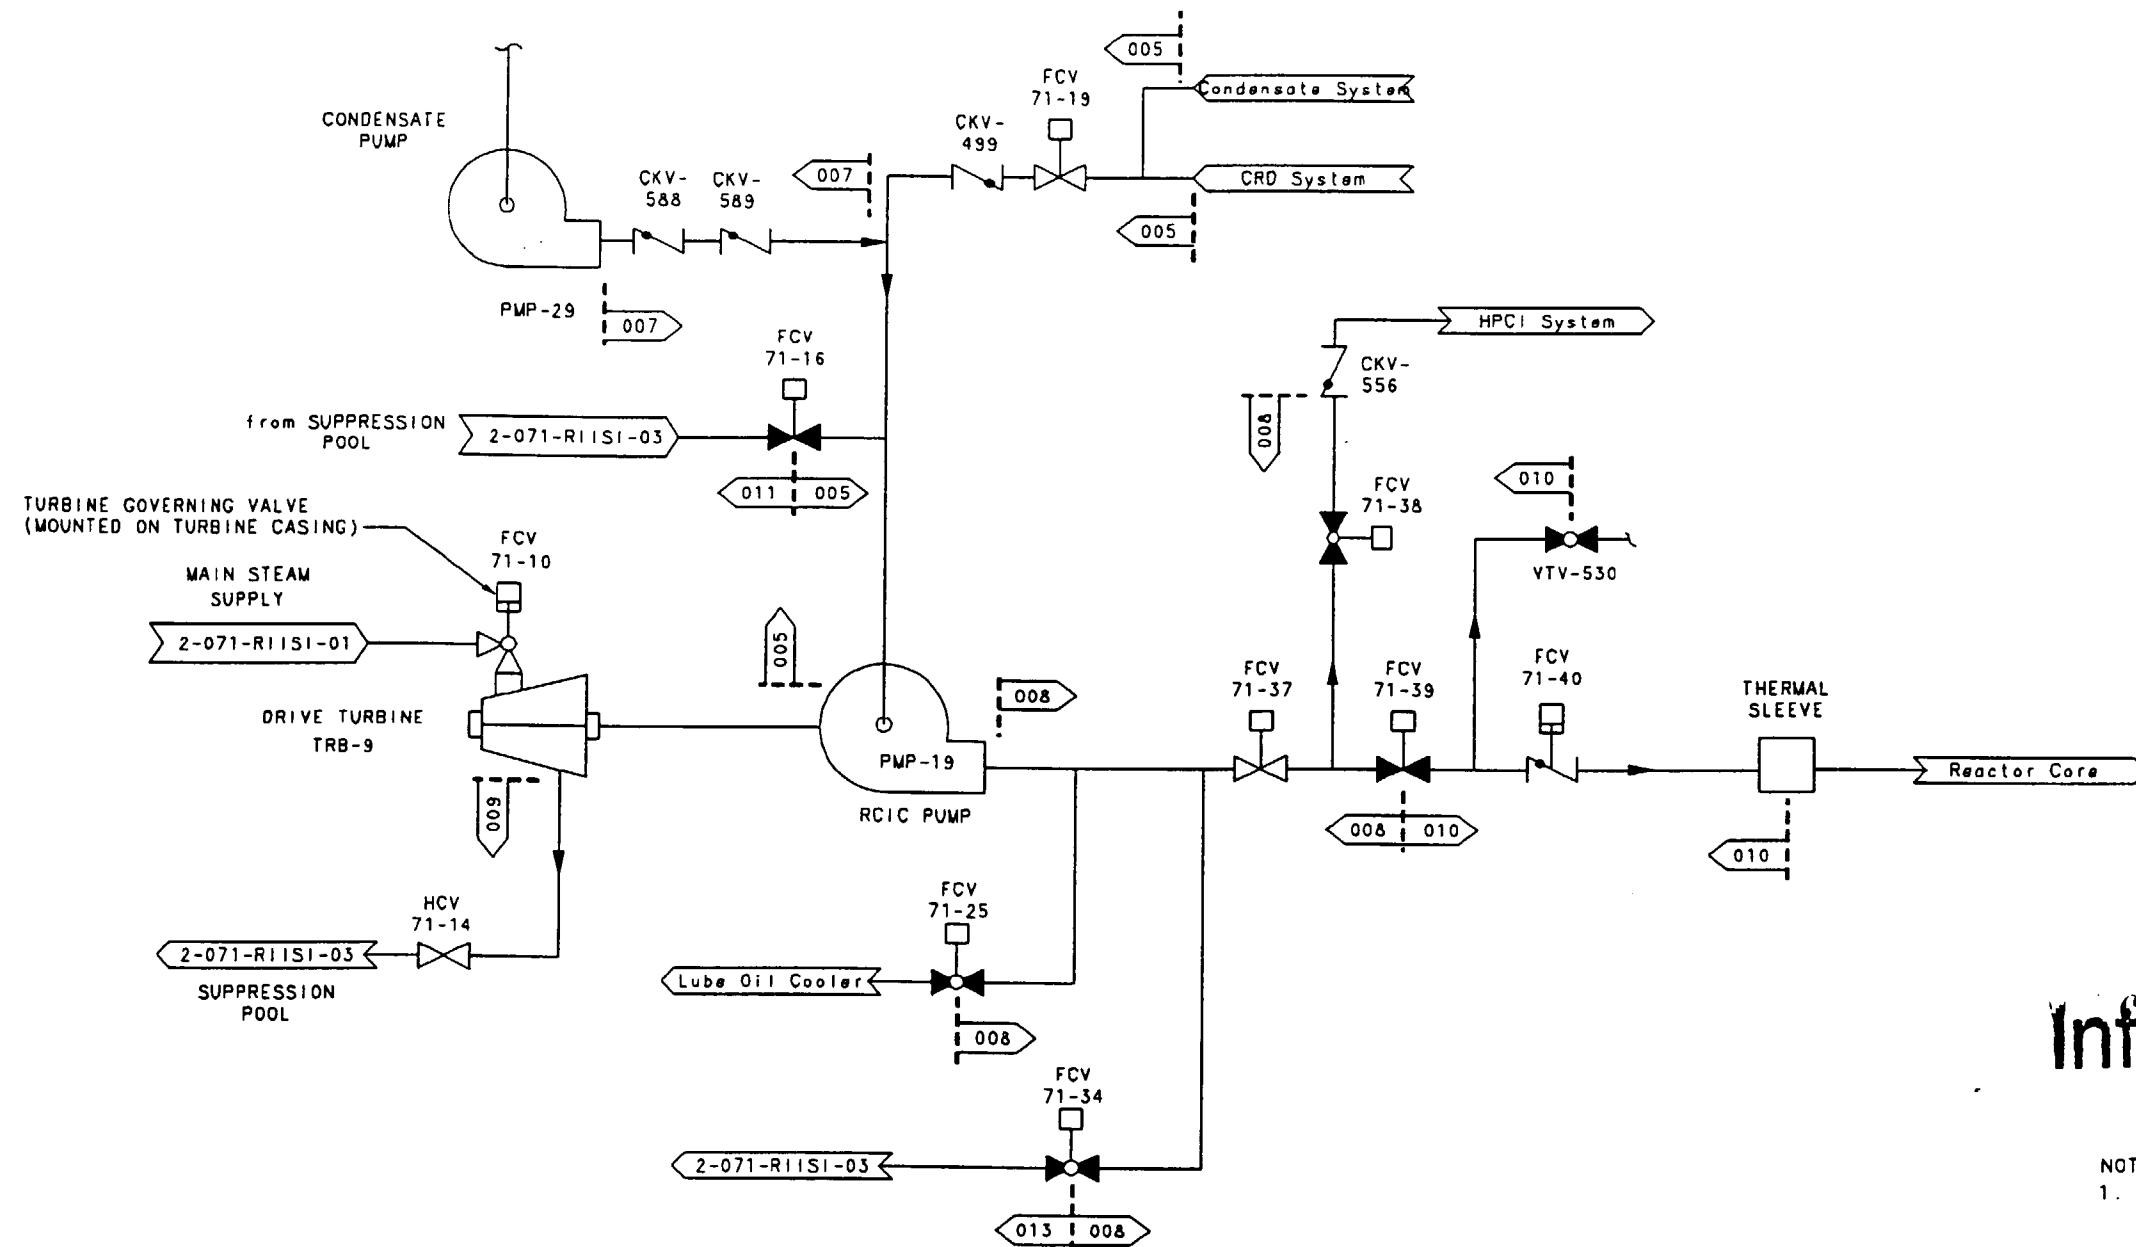 005
FCV
71-19
Condensate System
CONDENSATE
PUMP
CKV-
499
CKV-
588
CKV-
589
007
CRD System
005
PMP-29
007
HPCI System
FCV
71-16
CKV-
556
from SUPPRESSION
POOL
2-071-RIISI-03
008
011
005
FCV
71-38
010
TURBINE GOVERNING VALVE
(MOUNTED ON TURBINE CASING)
FCV
71-10
VTV-530
MAIN STEAM
SUPPLY
2-071-RIISI-01
005
008
FCV
71-37
FCV
71-39
FCV
71-40
THERMAL
SLEEVE
DRIVE TURBINE
TRB-9
PMP-19
RCIC PUMP
Reactor Core
009
008
010
010
HCV
71-14
FCV
71-25
2-071-RIISI-03
SUPPRESSION
POOL
Lube Oil Cooler
008
Inf
FCV
71-34
2-071-RIISI-03
NOT
1.
013
008